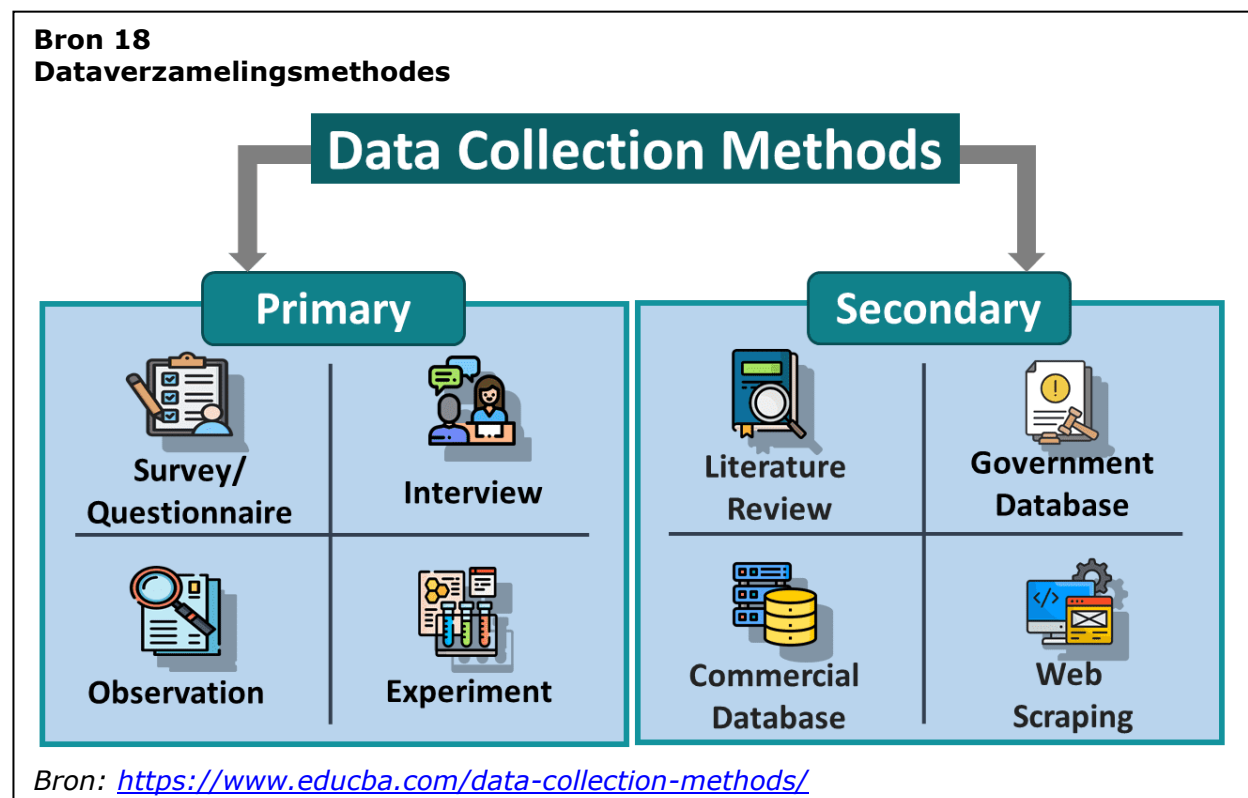 Bron 18
Dataverzamelingsmethodes
Data Collection Methods
Primary
Survey/
Questionnaire
Interview
Observation
Experiment
Secondary
Literature
Review
Government
Database
Commercial
Database
Web
Scraping
Bron: https://www.educba.com/data-collection-methods/